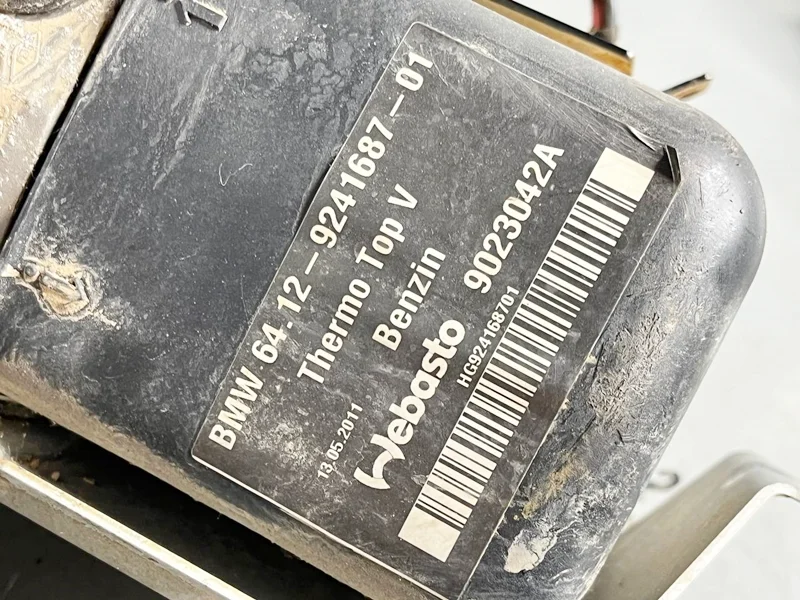 BMW 64.12-9241687-01
Thermo Top V
Benzin
13.05.2011
Webasto 9023042A
HG924168701